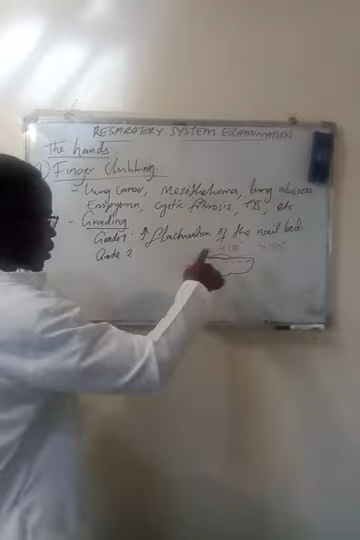 RESPIRATORY SYSTEM EXAMINATION
The hands
1) Finger clubbing:
- Lung cancer, Mesothelioma, lung abscess
Empyema, cystic fibrosis, TB, etc
- Grading
Grade 1: ↑ fluctuation of the nail bed.
Grade 2